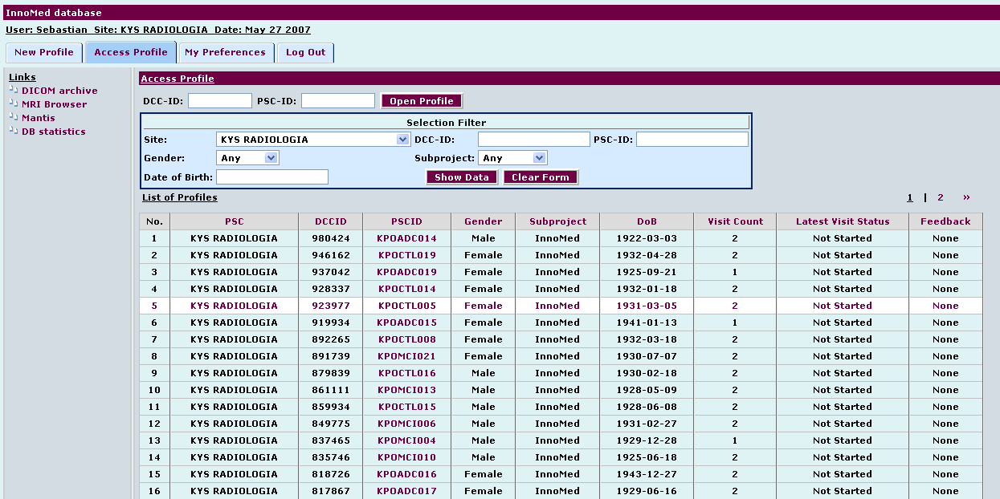 InnoMed database
User: Sebastian Site: KYS RADIOLOGIA Date: May 27 2007
New Profile Access Profile My Preferences Log Out
Links
DICOM archive
MRI Browser
Mantis
DB statistics
Access Profile
DCC-ID: PSC-ID: Open Profile
Selection Filter
Site: KYS RADIOLOGIA DCC-ID: PSC-ID:
Gender: Any Subproject: Any
Date of Birth: Show Data Clear Form
List of Profiles 1 | 2 »
No. PSC DCCID PSCID Gender Subproject DoB Visit Count Latest Visit Status Feedback
1 KYS RADIOLOGIA 980424 KPOADC014 Male InnoMed 1922-03-03 2 Not Started None
2 KYS RADIOLOGIA 946162 KPOCTL019 Female InnoMed 1932-04-28 2 Not Started None
3 KYS RADIOLOGIA 937042 KPOADC019 Female InnoMed 1925-09-21 1 Not Started None
4 KYS RADIOLOGIA 928337 KPOCTL014 Female InnoMed 1932-01-18 2 Not Started None
5 KYS RADIOLOGIA 923977 KPOCTL005 Female InnoMed 1931-03-05 2 Not Started None
6 KYS RADIOLOGIA 919934 KPOADC015 Female InnoMed 1941-01-13 1 Not Started None
7 KYS RADIOLOGIA 892265 KPOCTL008 Female InnoMed 1932-03-18 2 Not Started None
8 KYS RADIOLOGIA 891739 KPOMCI021 Female InnoMed 1930-07-07 2 Not Started None
9 KYS RADIOLOGIA 879839 KPOCTL016 Male InnoMed 1930-02-18 2 Not Started None
10 KYS RADIOLOGIA 861111 KPOMCI013 Male InnoMed 1928-05-09 2 Not Started None
11 KYS RADIOLOGIA 859934 KPOCTL015 Male InnoMed 1928-06-08 2 Not Started None
12 KYS RADIOLOGIA 849775 KPOMCI006 Male InnoMed 1931-02-27 2 Not Started None
13 KYS RADIOLOGIA 837465 KPOMCI004 Male InnoMed 1929-12-28 1 Not Started None
14 KYS RADIOLOGIA 835746 KPOMCI010 Male InnoMed 1925-06-18 2 Not Started None
15 KYS RADIOLOGIA 818726 KPOADC016 Female InnoMed 1943-12-27 2 Not Started None
16 KYS RADIOLOGIA 817867 KPOADC017 Female InnoMed 1929-06-16 2 Not Started None